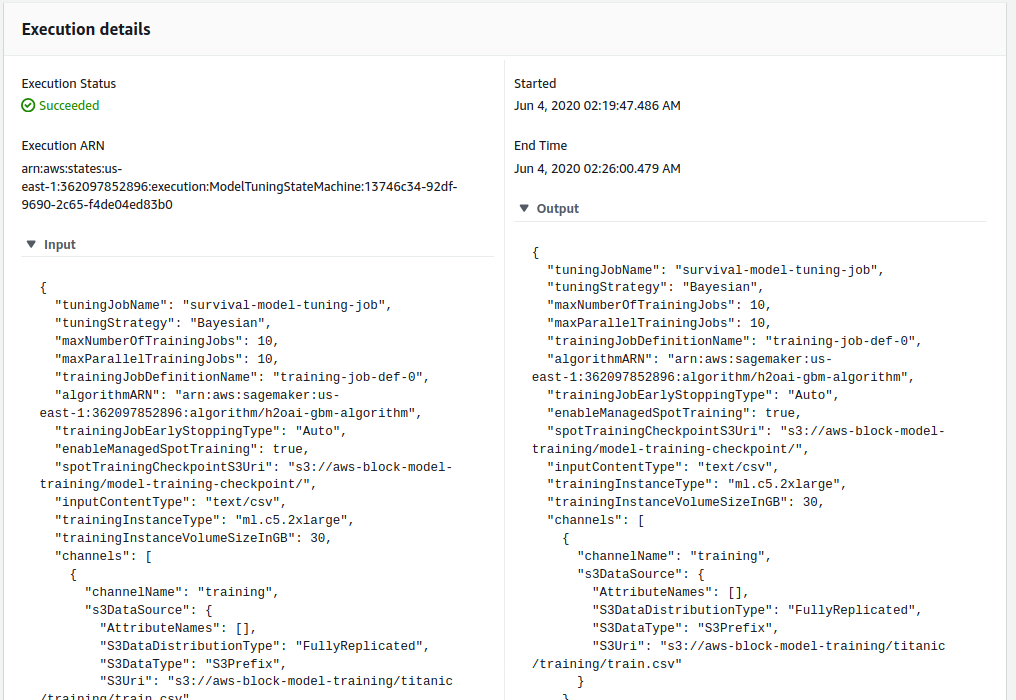 Execution details
Execution Status
Succeeded
Execution ARN
arn:aws:states:us-
east-1:362097852896:execution:ModelTuningStateMachine:13746c34-92df-
9690-2c65-f4de04ed83b0
Input
{
"tuningJobName": "survival-model-tuning-job",
"tuningStrategy": "Bayesian",
"maxNumberOfTrainingJobs": 10,
"maxParallelTrainingJobs": 10,
"trainingJobDefinitionName": "training-job-def-0",
"algorithmARN": "arn:aws:sagemaker:us-
east-1:362097852896:algorithm/h2oai-gbm-algorithm",
"trainingJobEarlyStoppingType": "Auto",
"enableManagedSpotTraining": true,
"spotTrainingCheckpointS3Uri": "s3://aws-block-model-
training/model-training-checkpoint/",
"inputContentType": "text/csv",
"trainingInstanceType": "ml.c5.2xlarge",
"trainingInstanceVolumeSizeInGB": 30,
"channels": [
{
"channelName": "training",
"s3DataSource": {
"AttributeNames": [],
"S3DataDistributionType": "FullyReplicated",
"S3DataType": "S3Prefix",
"S3Uri": "s3://aws-block-model-training/titanic
/training/train.csv"
Started
Jun 4, 2020 02:19:47.486 AM
End Time
Jun 4, 2020 02:26:00.479 AM
Output
{
"tuningJobName": "survival-model-tuning-job",
"tuningStrategy": "Bayesian",
"maxNumberOfTrainingJobs": 10,
"maxParallelTrainingJobs": 10,
"trainingJobDefinitionName": "training-job-def-0",
"algorithmARN": "arn:aws:sagemaker:us-
east-1:362097852896:algorithm/h2oai-gbm-algorithm",
"trainingJobEarlyStoppingType": "Auto",
"enableManagedSpotTraining": true,
"spotTrainingCheckpointS3Uri": "s3://aws-block-model-
training/model-training-checkpoint/",
"inputContentType": "text/csv",
"trainingInstanceType": "ml.c5.2xlarge",
"trainingInstanceVolumeSizeInGB": 30,
"channels": [
{
"channelName": "training",
"s3DataSource": {
"AttributeNames": [],
"S3DataDistributionType": "FullyReplicated",
"S3DataType": "S3Prefix",
"S3Uri": "s3://aws-block-model-training/titanic
/training/train.csv"
}
}